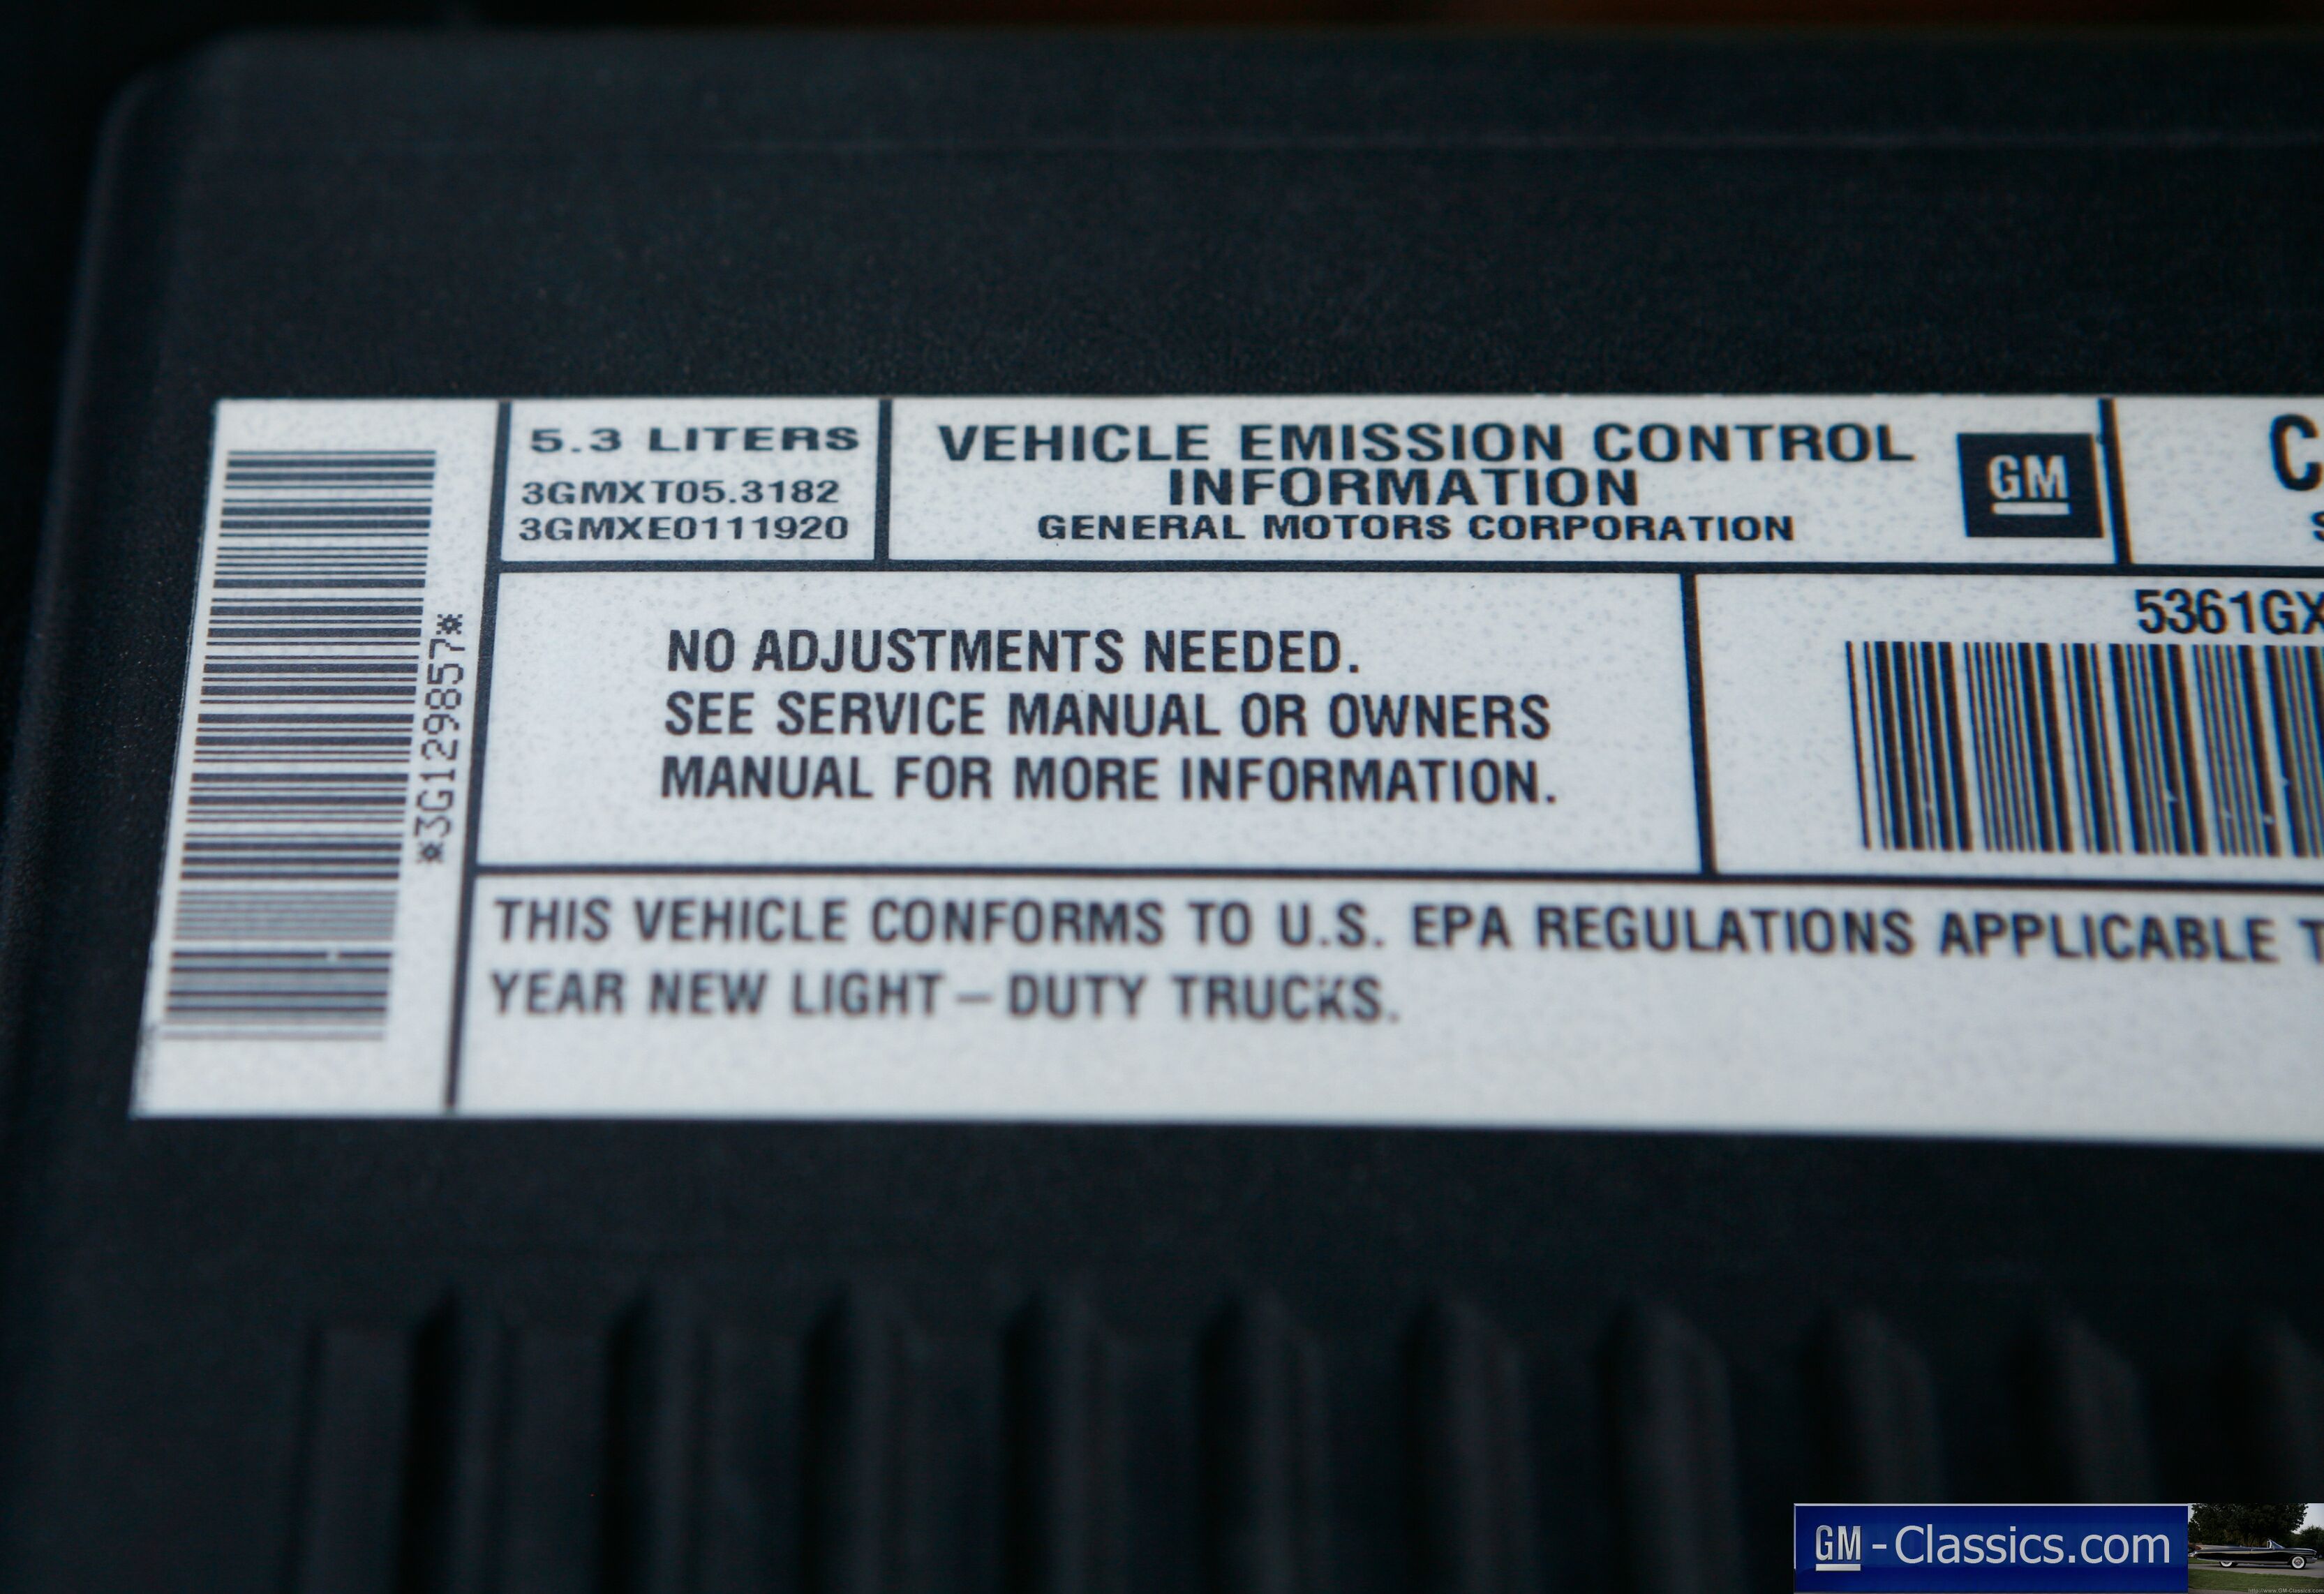 *3G129857*
5.3 LITERS
3GMXT05.3182
3GMXE0111920
VEHICLE EMISSION CONTROL
INFORMATION
GENERAL MOTORS CORPORATION
GM
C
S
NO ADJUSTMENTS NEEDED.
SEE SERVICE MANUAL OR OWNERS
MANUAL FOR MORE INFORMATION.
5361GX
THIS VEHICLE CONFORMS TO U.S. EPA REGULATIONS APPLICABLE T
YEAR NEW LIGHT – DUTY TRUCKS.
GM - Classics.com